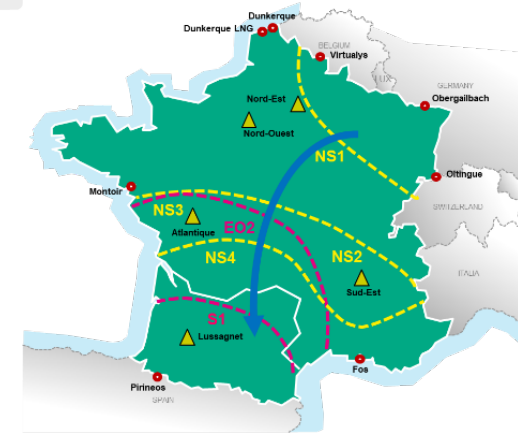 Dunkerque
Dunkerque LNG
BELGIUM
Virtualys
LUX
GERMANY
Nord-Est
Obergailbach
Nord-Ouest
NS1
Oltingue
Montoir
SWITZERLAND
NS3
EO2
Atlantique
NS4
NS2
ITALIA
Sud-Est
S1
Lussagnet
Fos
Pirineos
SPAIN